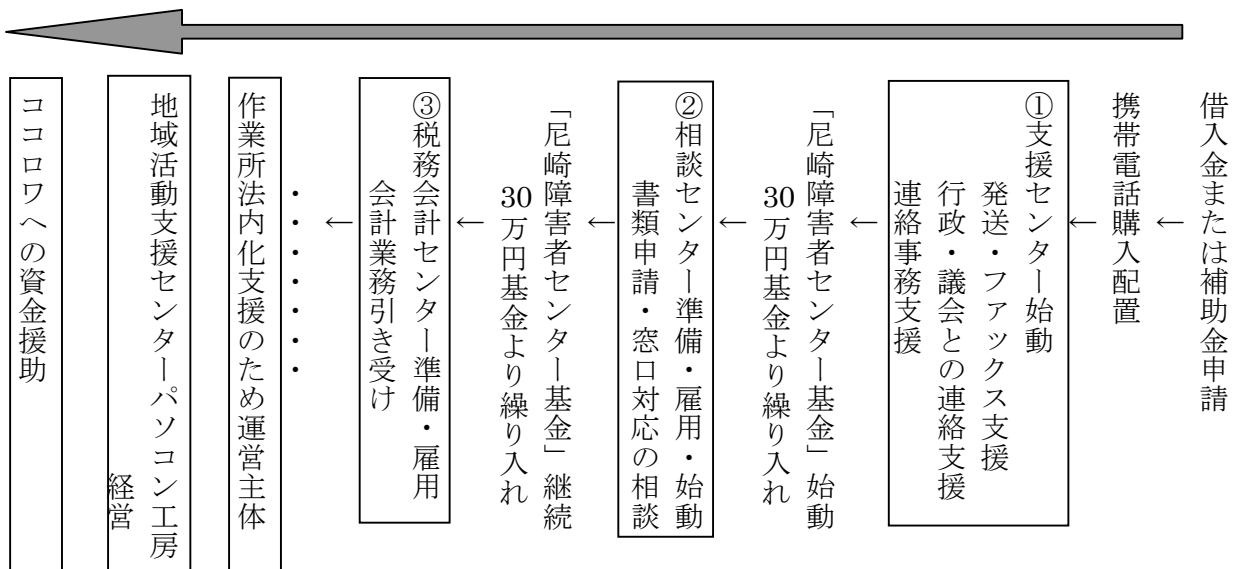 借入金または補助金申請
←
携帯電話購入配置
←
①支援センター始動
発送・ファックス支援
行政・議会との連絡支援
連絡事務支援
←
「尼崎障害者センター基金」始動
30万円基金より繰り入れ
←
②相談センター準備・雇用・始動
書類申請・窓口対応の相談
←
「尼崎障害者センター基金」継続
30万円基金より繰り入れ
←
③税務会計センター準備・雇用
会計業務引き受け
←
・・・・・・・・
作業所法内化支援のため運営主体
地域活動支援センターパソコン工房
経営
ココロワへの資金援助